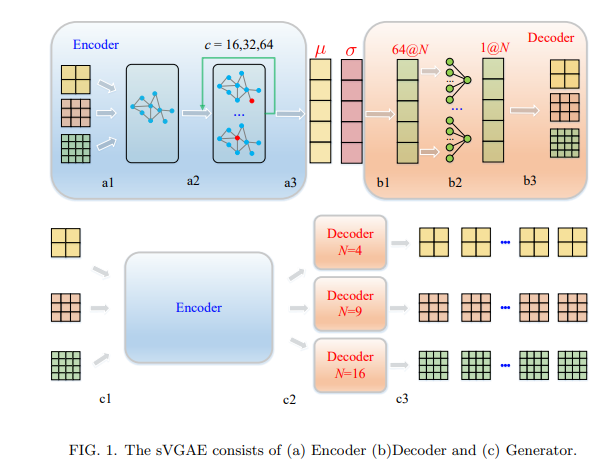 Encoder
c = 16,32,64
μ
σ
64@N
1@N
Decoder
...
...
a1
a2
a3
b1
b2
b3
Encoder
Decoder
N=4
Decoder
N=9
Decoder
N=16
...
...
...
c1
c2
c3
FIG. 1. The sVGAE consists of (a) Encoder (b)Decoder and (c) Generator.